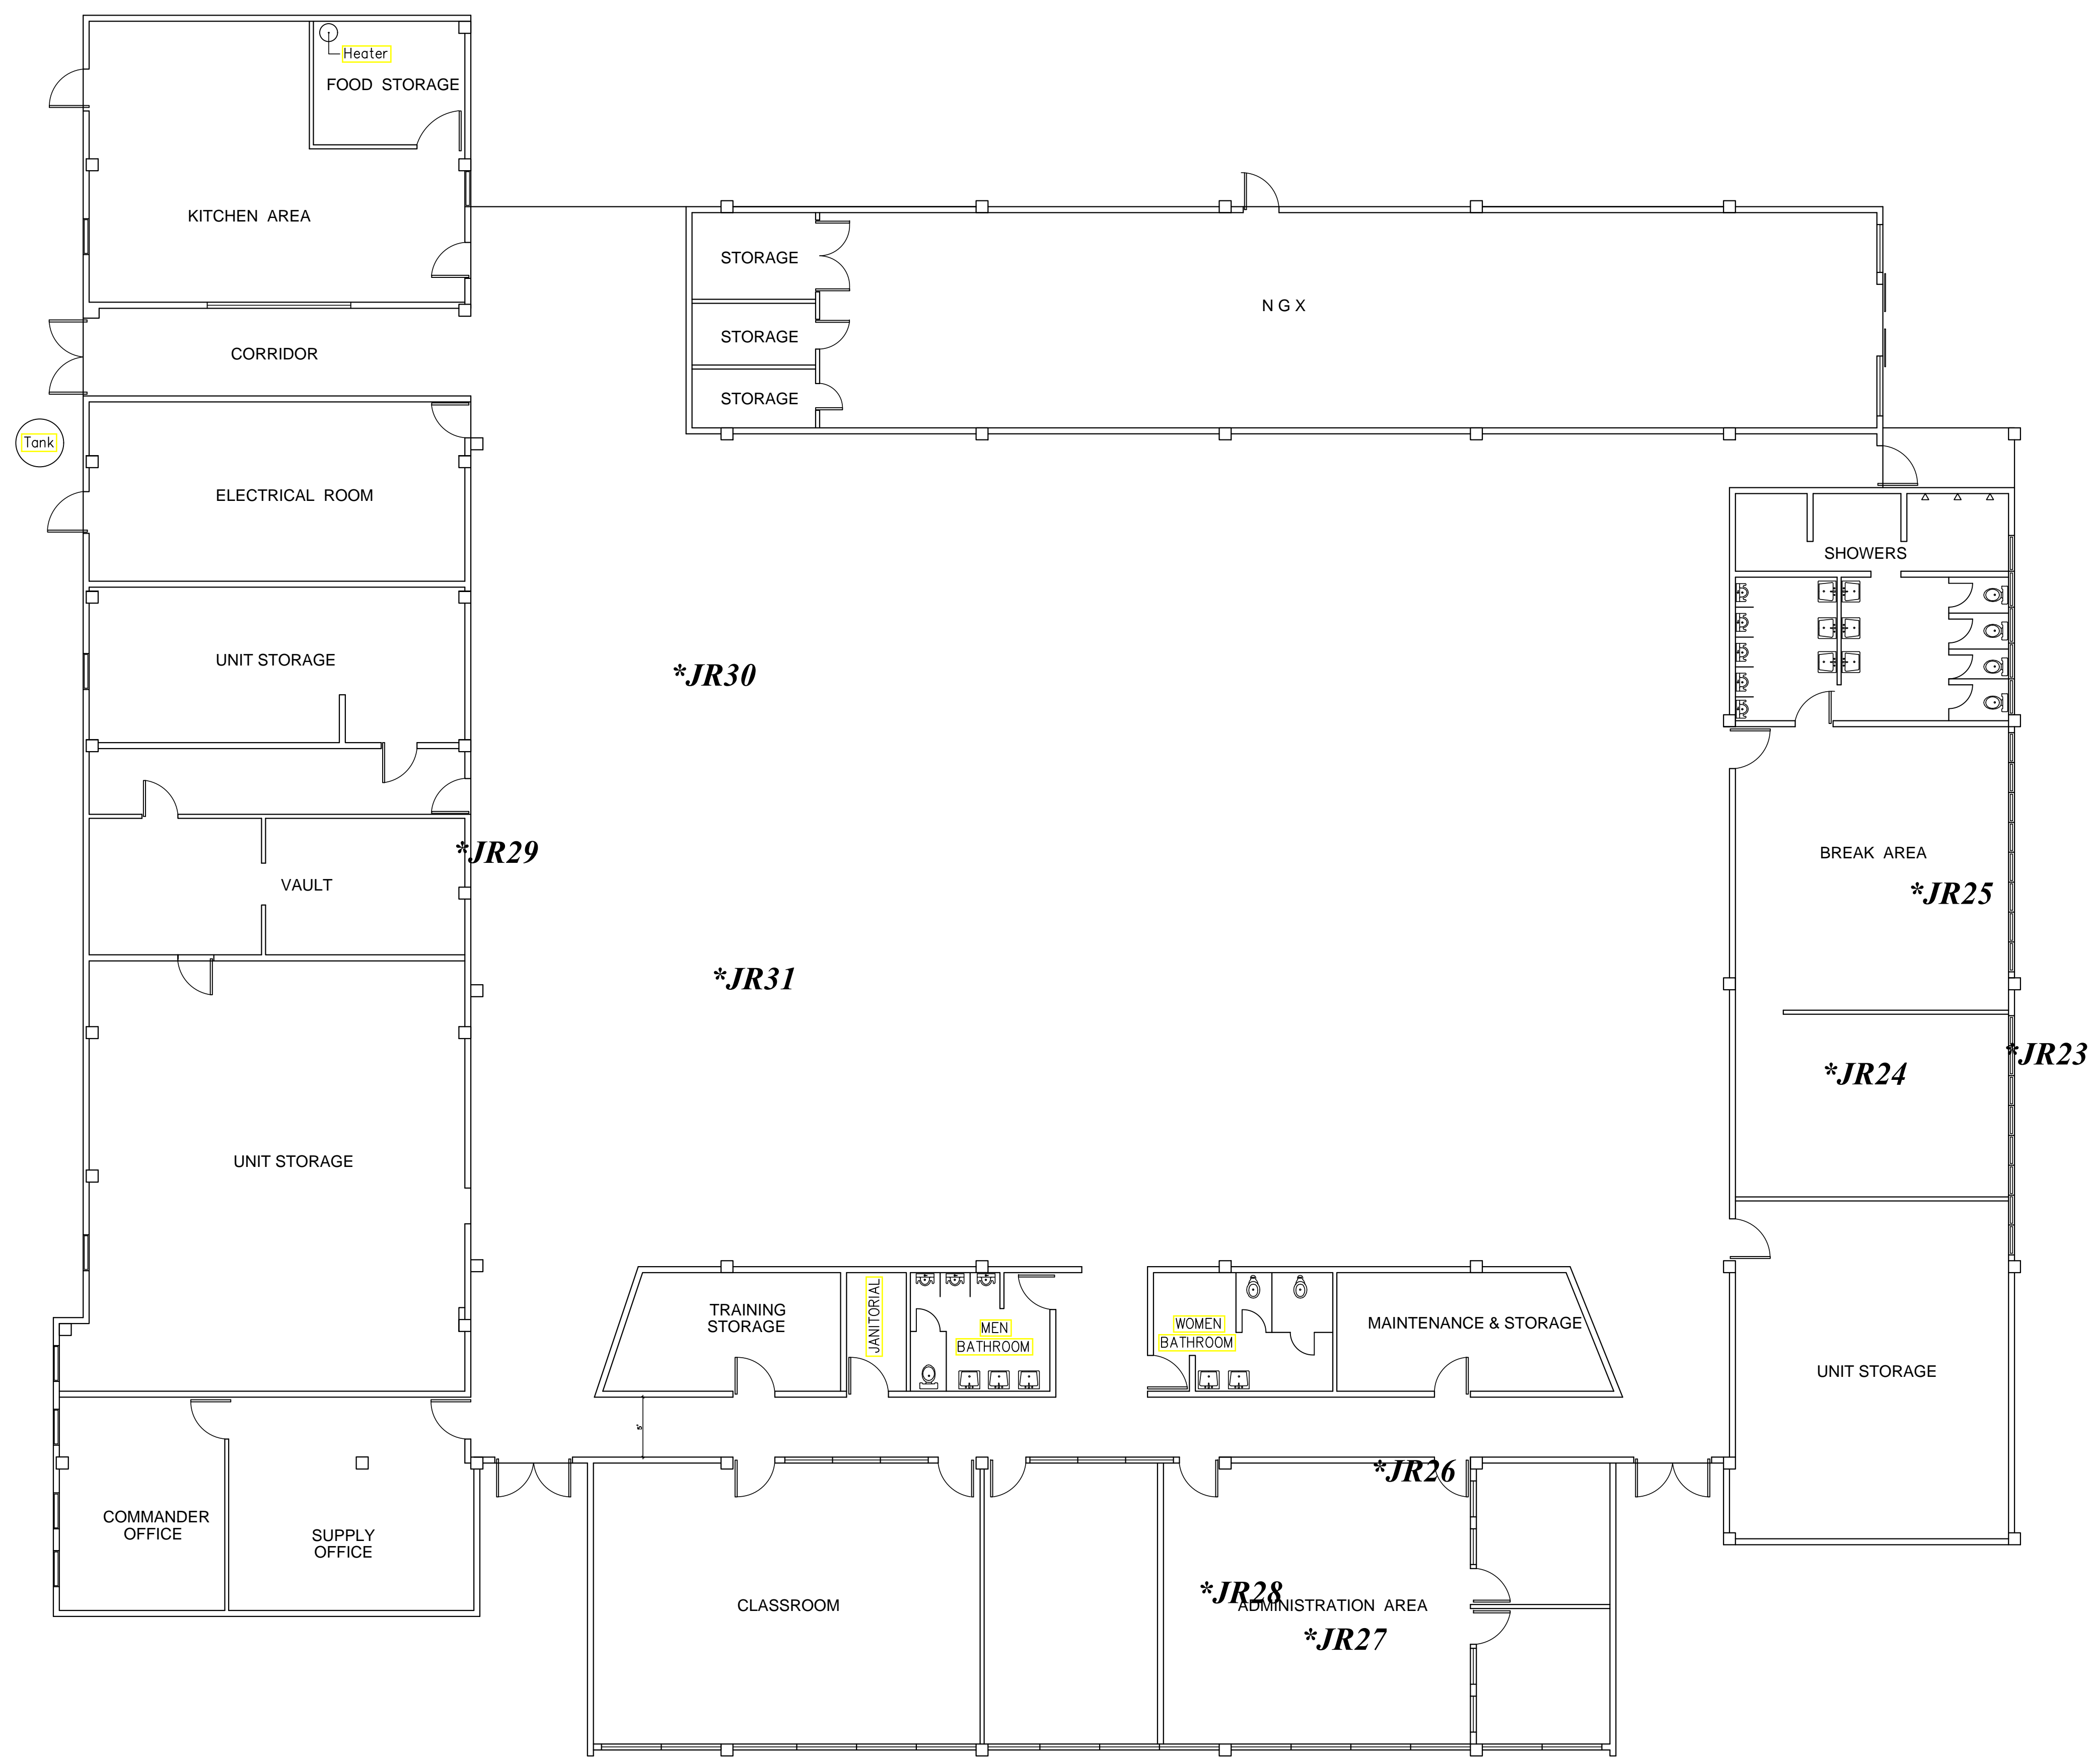 Heater
FOOD STORAGE
KITCHEN AREA
STORAGE
N G X
STORAGE
CORRIDOR
STORAGE
Tank
ELECTRICAL ROOM
SHOWERS
UNIT STORAGE
*JR30
*JR29
BREAK AREA
VAULT
*JR25
*JR31
*JR23
*JR24
UNIT STORAGE
TRAINING
STORAGE
JANITORIAL
MEN
BATHROOM
WOMEN
BATHROOM
MAINTENANCE & STORAGE
UNIT STORAGE
5'
*JR26
COMMANDER
OFFICE
SUPPLY
OFFICE
*JR28
CLASSROOM
ADMINISTRATION AREA
*JR27